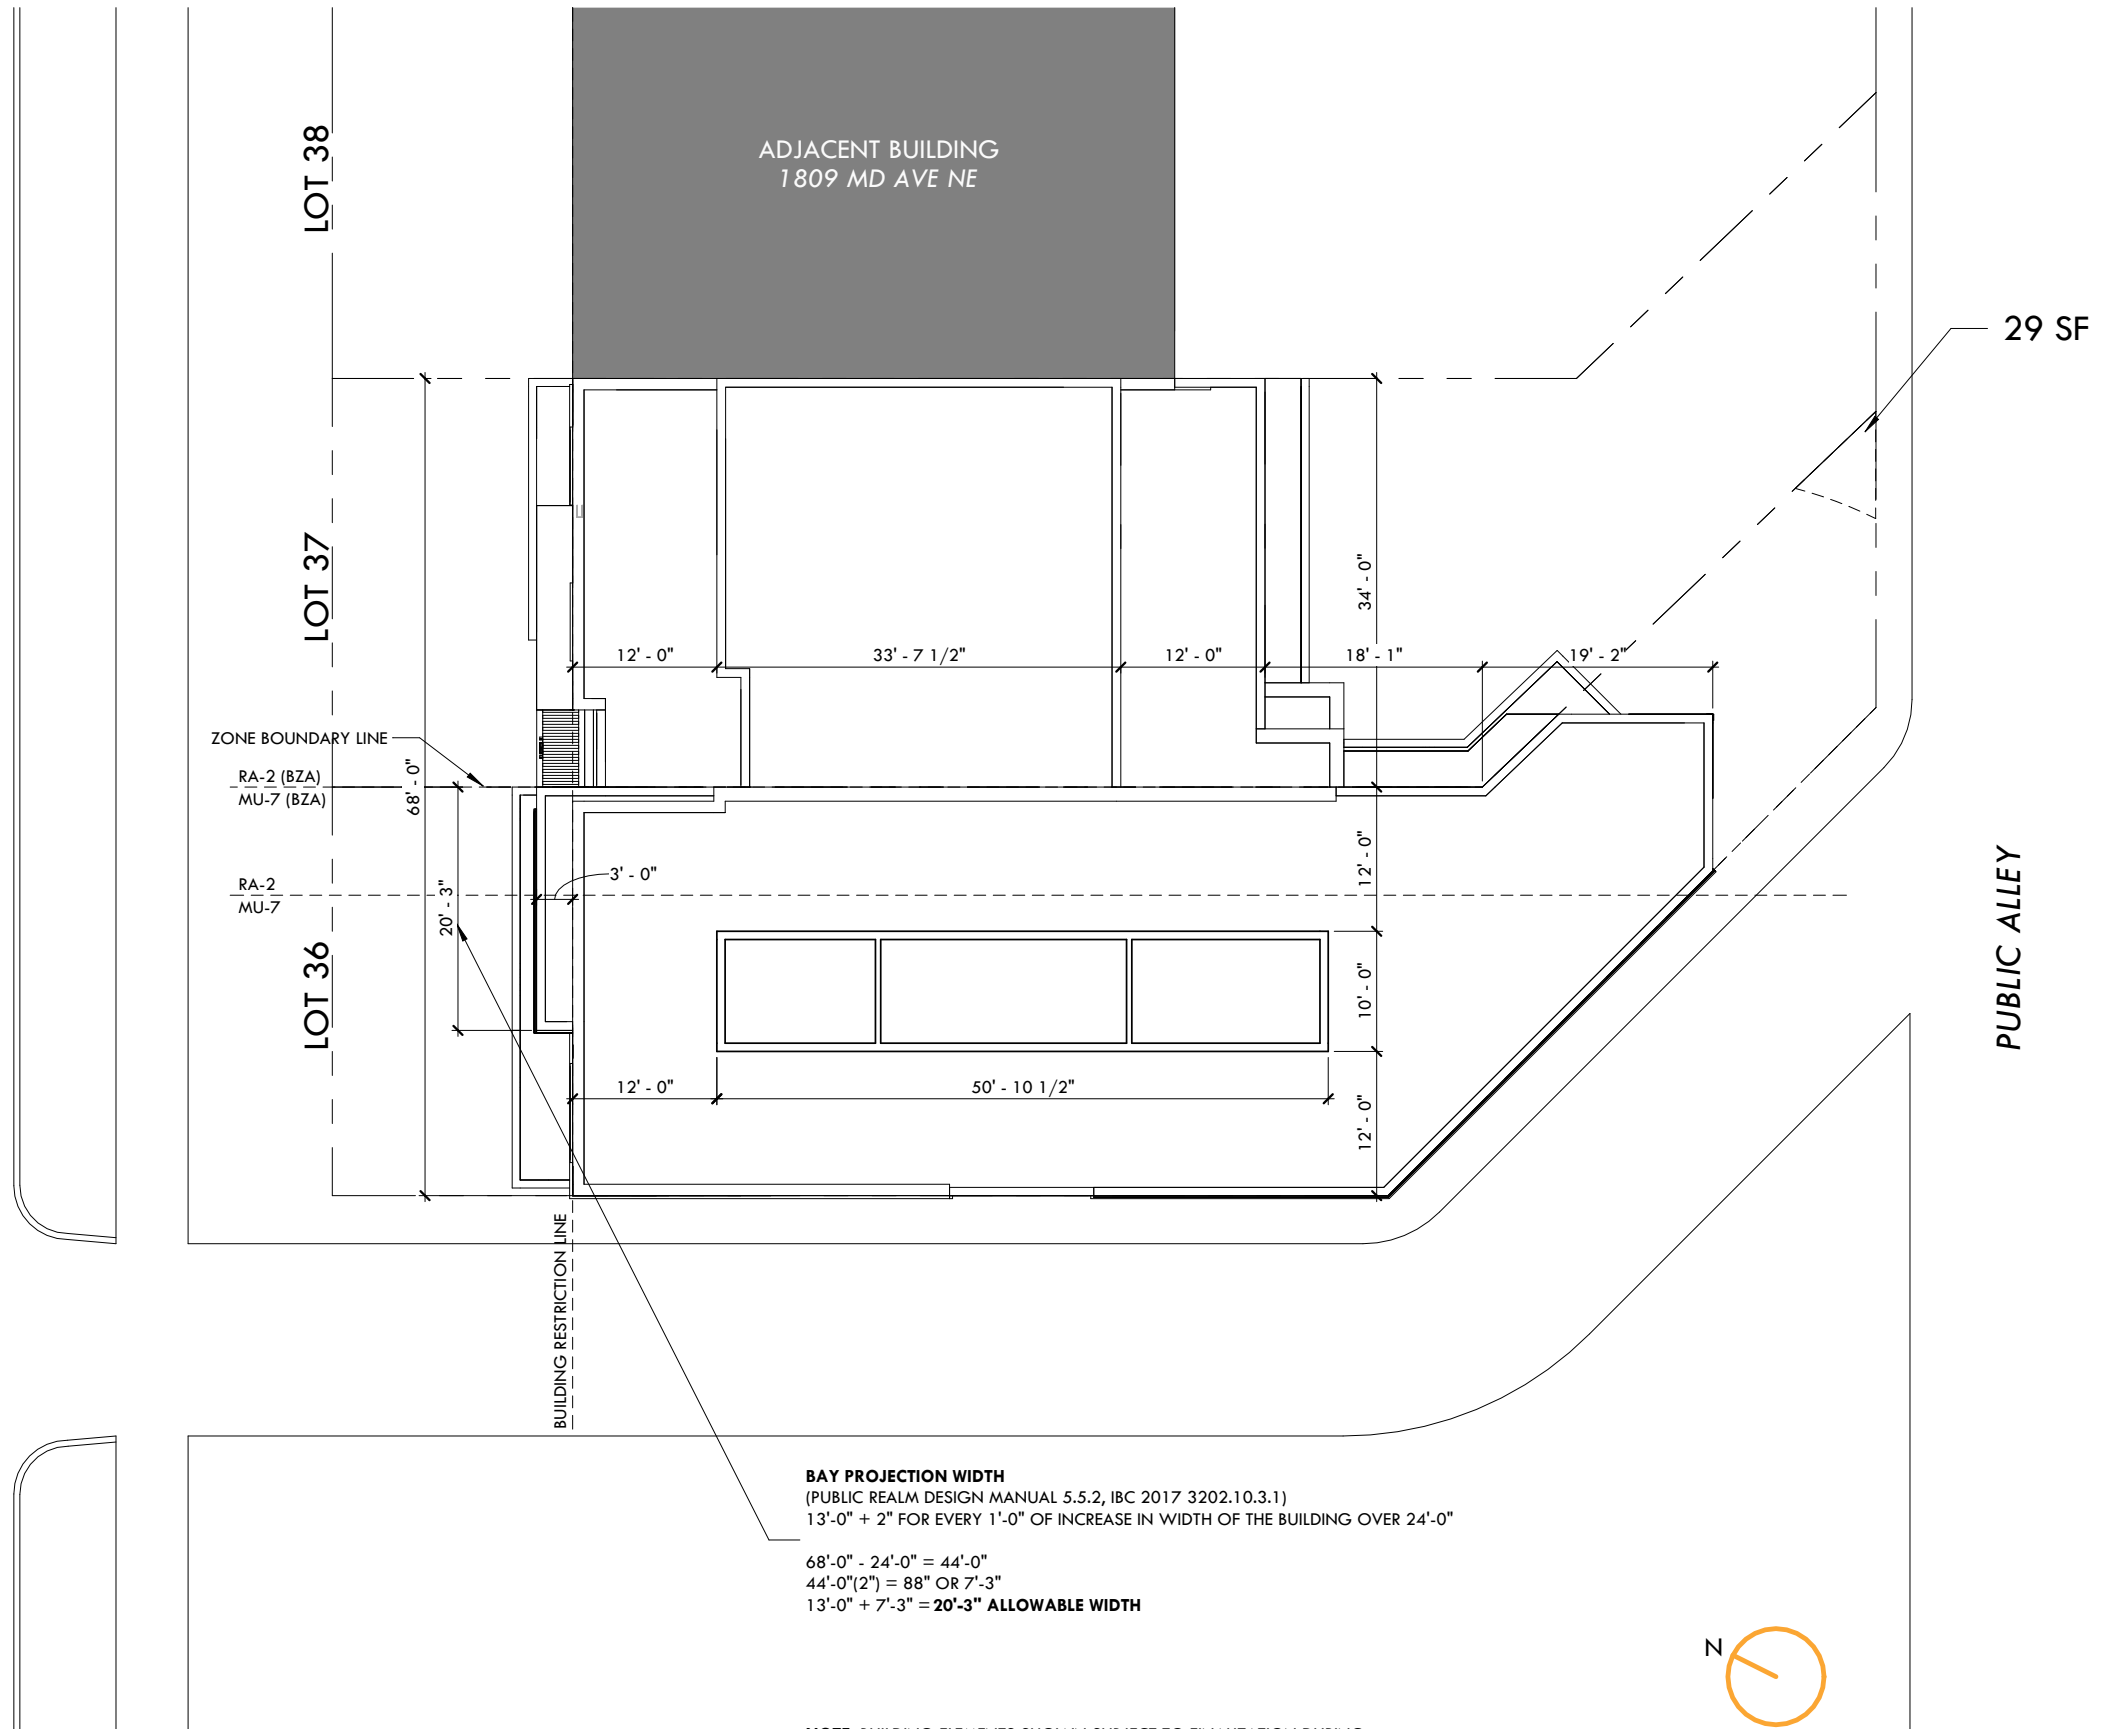 ADJACENT BUILDING
1809 MD AVE NE
LOT 38
29 SF
LOT 37
34' - 0"
12' - 0"
33' - 7 1/2"
12' - 0"
18' - 1"
19' - 2"
ZONE BOUNDARY LINE
RA-2 (BZA)
MU-7 (BZA)
68' - 0"
RA-2
MU-7
20' - 3"
3' - 0"
12' - 0"
LOT 36
10' - 0"
PUBLIC ALLEY
12' - 0"
50' - 10 1/2"
12' - 0"
BUILDING RESTRICTION LINE
BAY PROJECTION WIDTH
(PUBLIC REALM DESIGN MANUAL 5.5.2, IBC 2017 3202.10.3.1)
13'-0" + 2" FOR EVERY 1'-0" OF INCREASE IN WIDTH OF THE BUILDING OVER 24'-0"
68'-0" - 24'-0" = 44'-0"
44'-0"(2") = 88" OR 7'-3"
13'-0" + 7'-3" = 20'-3" ALLOWABLE WIDTH
N